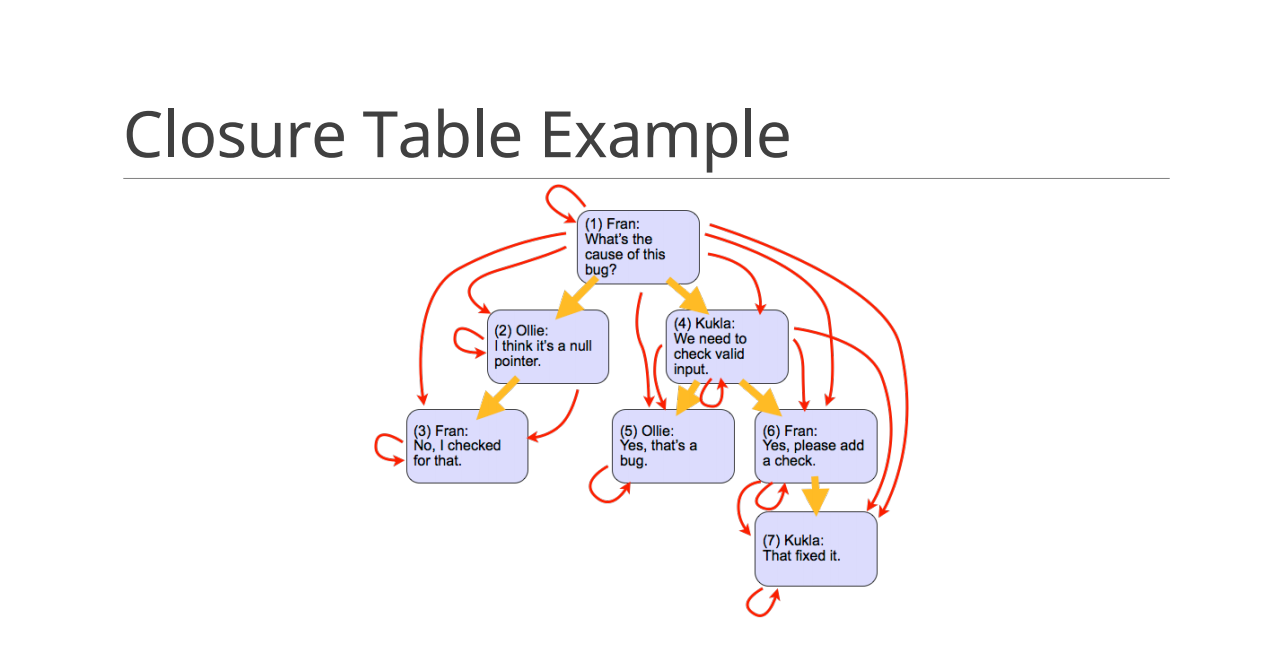 Closure Table Example
(1) Fran:
What's the
cause of this
bug?
(2) Ollie:
I think it's a null
pointer.
(4) Kukla:
We need to
check valid
input.
(3) Fran:
No, I checked
for that.
(5) Ollie:
Yes, that's a
bug.
(6) Fran:
Yes, please add
a check.
(7) Kukla:
That fixed it.